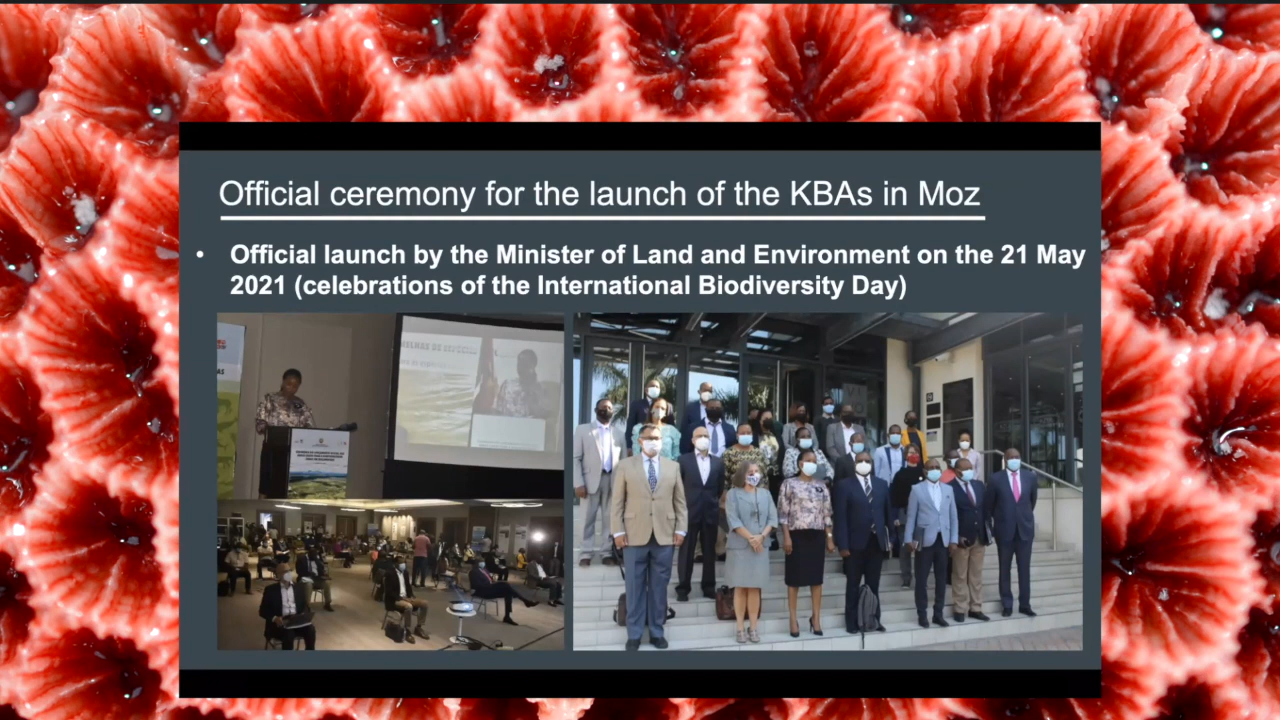 Official ceremony for the launch of the KBAs in Moz
• Official launch by the Minister of Land and Environment on the 21 May
2021 (celebrations of the International Biodiversity Day)